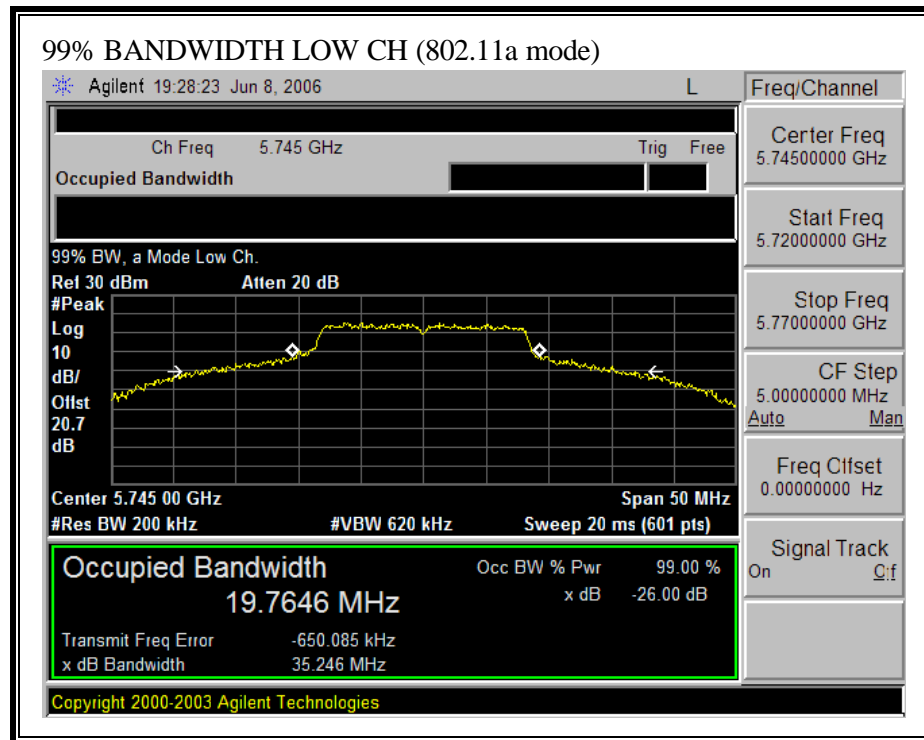 99% BANDWIDTH LOW CH (802.11a mode)
Agilent 19:28:23 Jun 8, 2006 L
Freq/Channel
Ch Freq 5.745 GHz Trig Free
Occupied Bandwidth
99% BW, a Mode Low Ch.
Ref 30 dBm Atten 20 dB
#Peak
Log
10
dB/
Offst
20.7
dB
Center 5.745 00 GHz Span 50 MHz
#Res BW 200 kHz #VBW 620 kHz Sweep 20 ms (601 pts)
Occupied Bandwidth
19.7646 MHz
Occ BW % Pwr 99.00 %
x dB -26.00 dB
Transmit Freq Error -650.085 kHz
x dB Bandwidth 35.246 MHz
Copyright 2000-2003 Agilent Technologies
Center Freq
5.74500000 GHz
Start Freq
5.72000000 GHz
Stop Freq
5.77000000 GHz
CF Step
5.00000000 MHz
Auto Man
Freq Offset
0.00000000 Hz
Signal Track
On Off